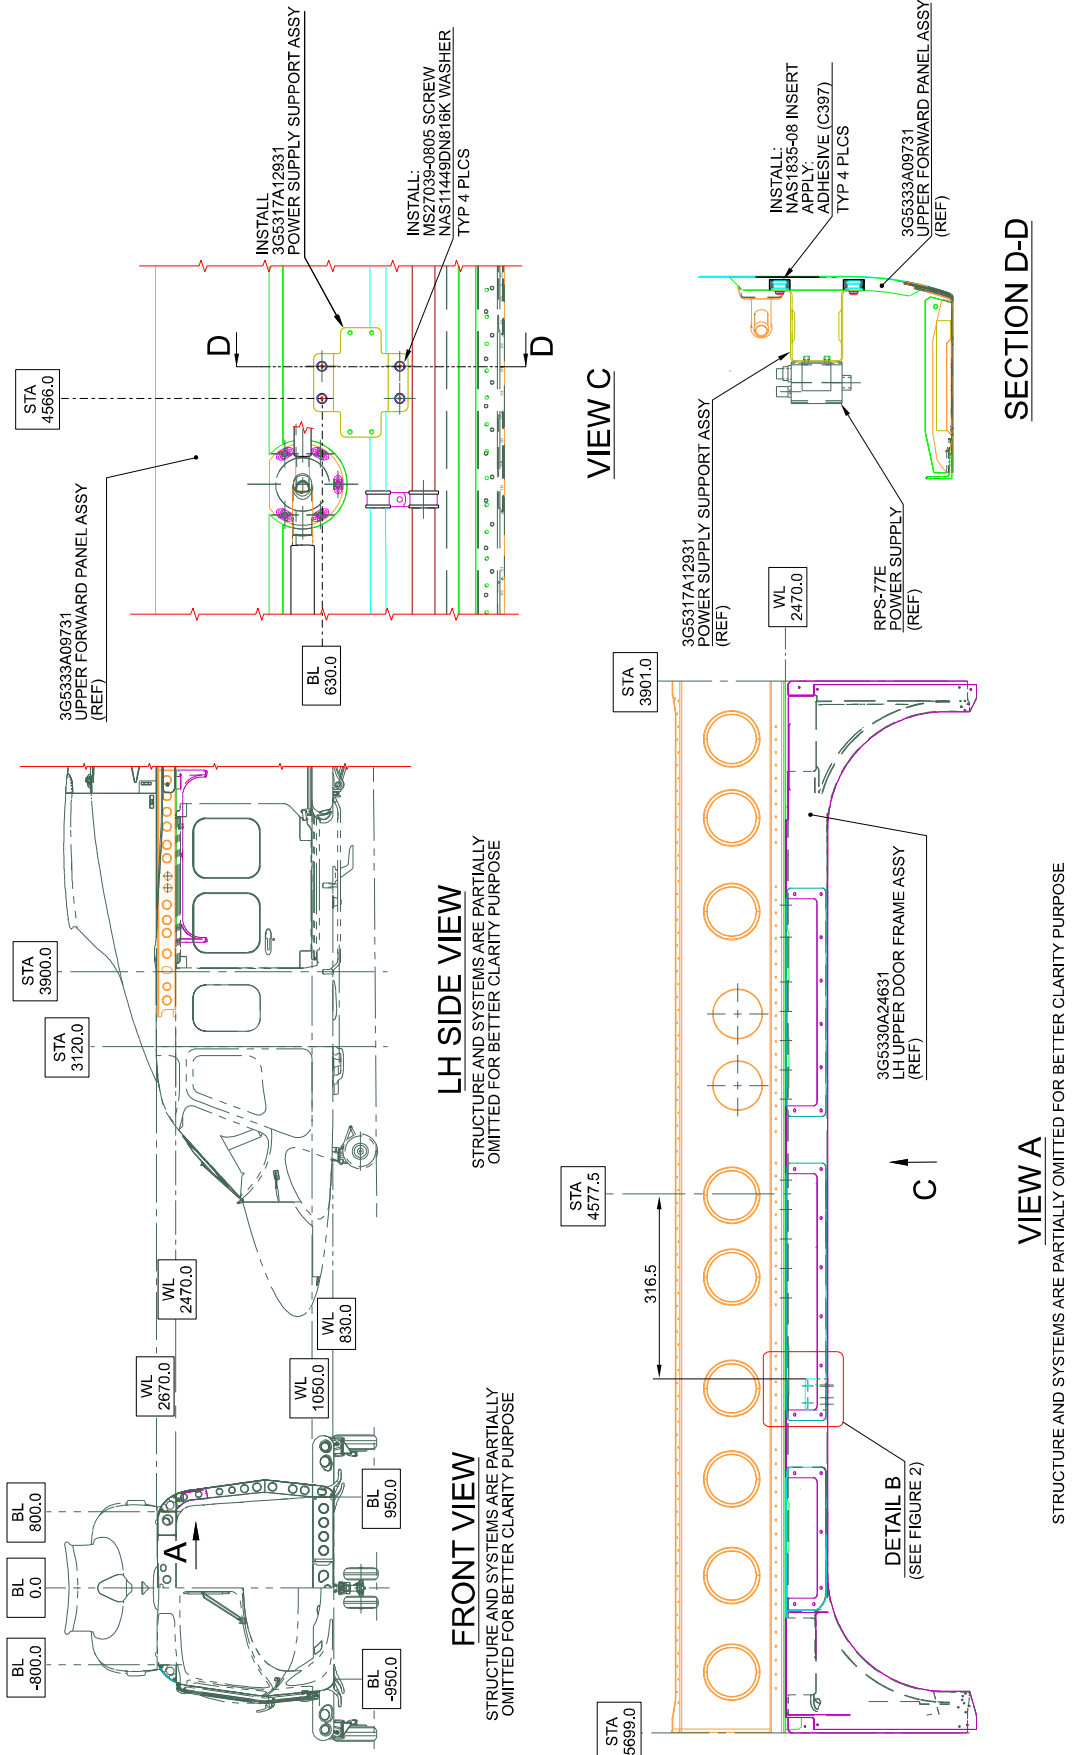 BL
-800.0
BL
0.0
BL
800.0
A
BL
-950.0
BL
950.0
FRONT VIEW
STRUCTURE AND SYSTEMS ARE PARTIALLY
OMITTED FOR BETTER CLARITY PURPOSE
WL
2670.0
WL
2470.0
WL
1050.0
WL
830.0
STA
3120.0
STA
3900.0
LH SIDE VIEW
STRUCTURE AND SYSTEMS ARE PARTIALLY
OMITTED FOR BETTER CLARITY PURPOSE
3G5333A09731
UPPER FORWARD PANEL ASSY
(REF)
STA
4566.0
BL
630.0
D
D
INSTALL
3G5317A12931
POWER SUPPLY SUPPORT ASSY
INSTALL:
MS27039-0805 SCREW
NAS11449DN816K WASHER
TYP 4 PLCS
VIEW C
STA
5699.0
316.5
STA
4577.5
STA
3901.0
WL
2470.0
DETAIL B
(SEE FIGURE 2)
C
3G5330A24631
LH UPPER DOOR FRAME ASSY
(REF)
VIEW A
STRUCTURE AND SYSTEMS ARE PARTIALLY OMITTED FOR BETTER CLARITY PURPOSE
3G5317A12931
POWER SUPPLY SUPPORT ASSY
(REF)
RPS-77E
POWER SUPPLY
(REF)
INSTALL:
NAS1835-08 INSERT
APPLY:
ADHESIVE (C397)
TYP 4 PLCS
3G5333A09731
UPPER FORWARD PANEL ASSY
(REF)
SECTION D-D